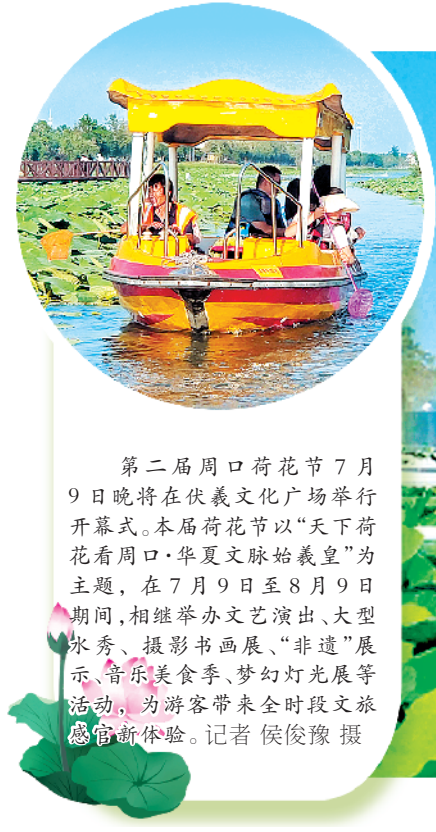 第二届周口荷花节7月
9日晚将在伏羲文化广场举行
开幕式。本届荷花节以“天下荷
花看周口·华夏文脉始羲皇”为
主题，在7月9日至8月9日
期间,相继举办文艺演出、大型
水秀、摄影书画展、“非遗”展
示、音乐美食季、梦幻灯光展等
活动，为游客带来全时段文旅
感官新体验。记者 侯俊豫 摄